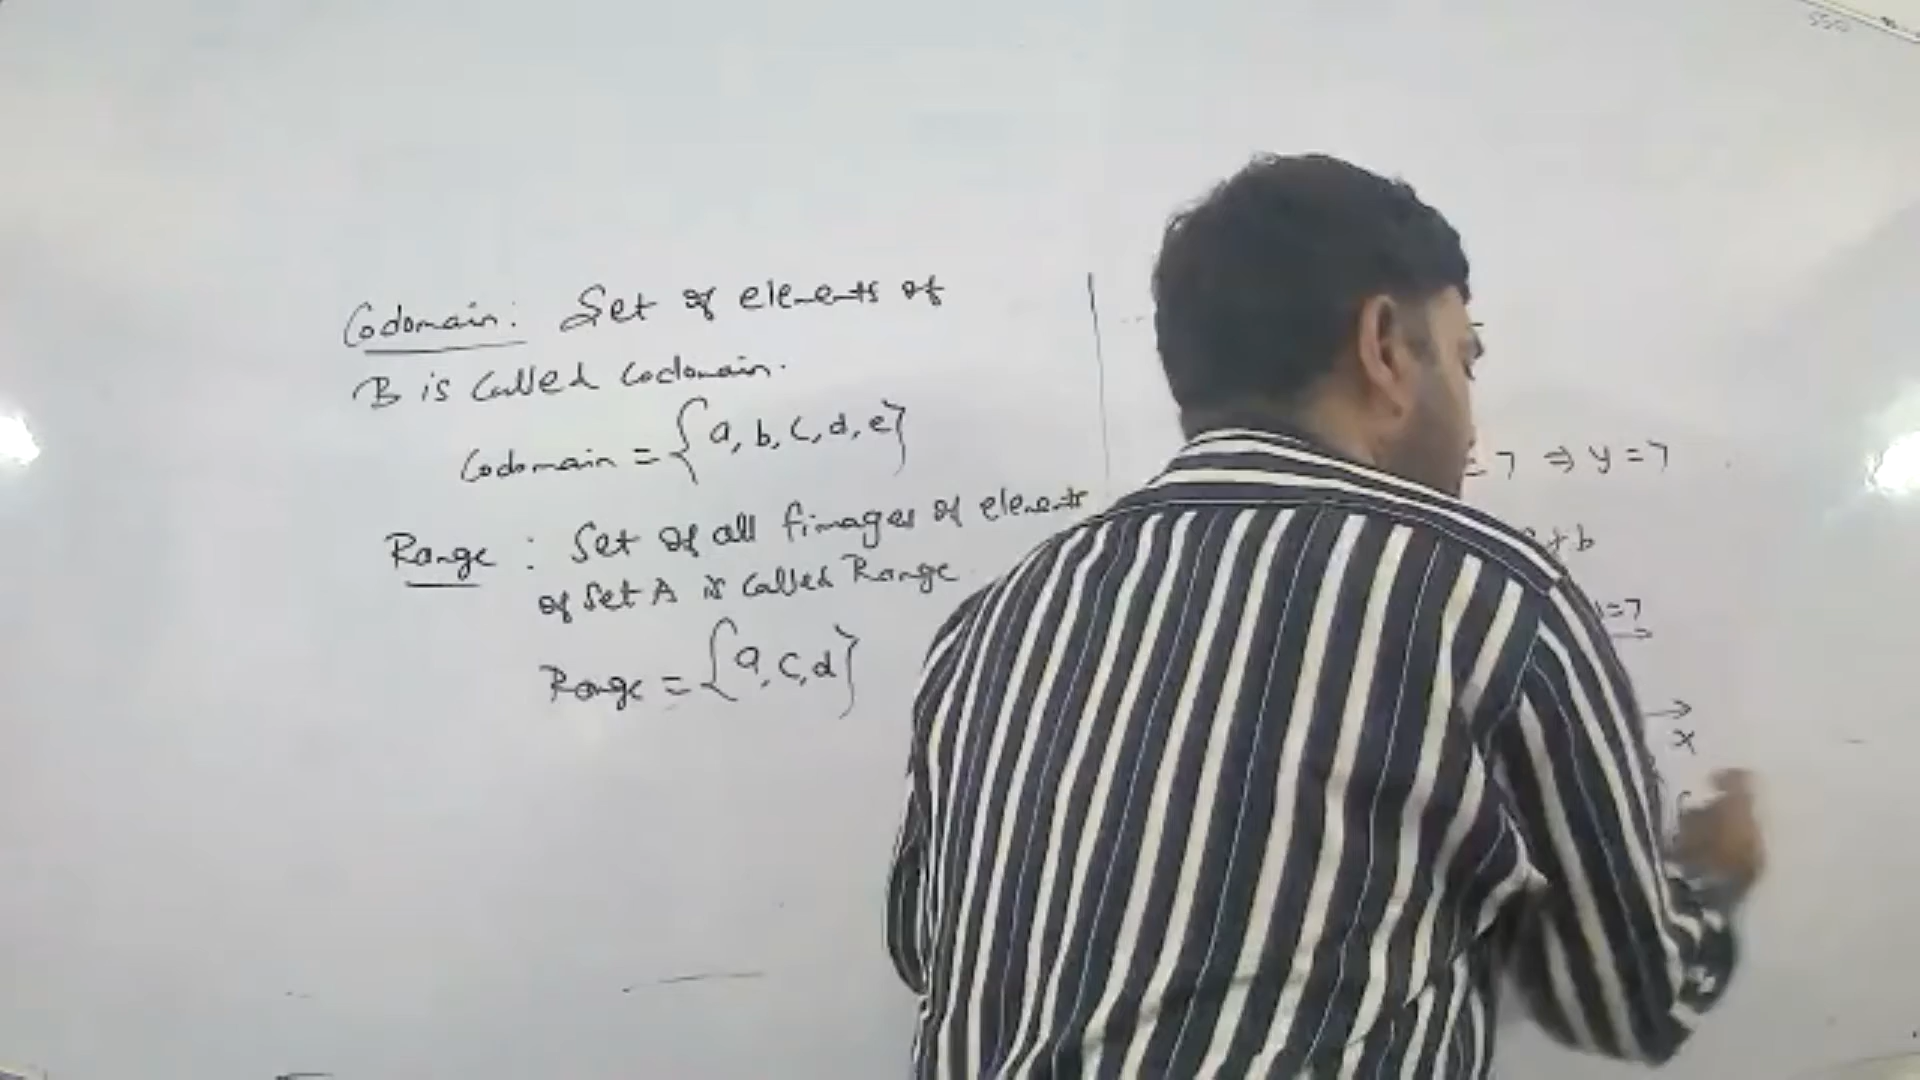 Codomain: Set of elements of
B is called Codomain.
Codomain = {a, b, c, d, e}
Range : Set of all fimages of elements
of set A is called Range
Range = {a, c, d}
= 7 ⇒ y = 7
+ b
=7
x